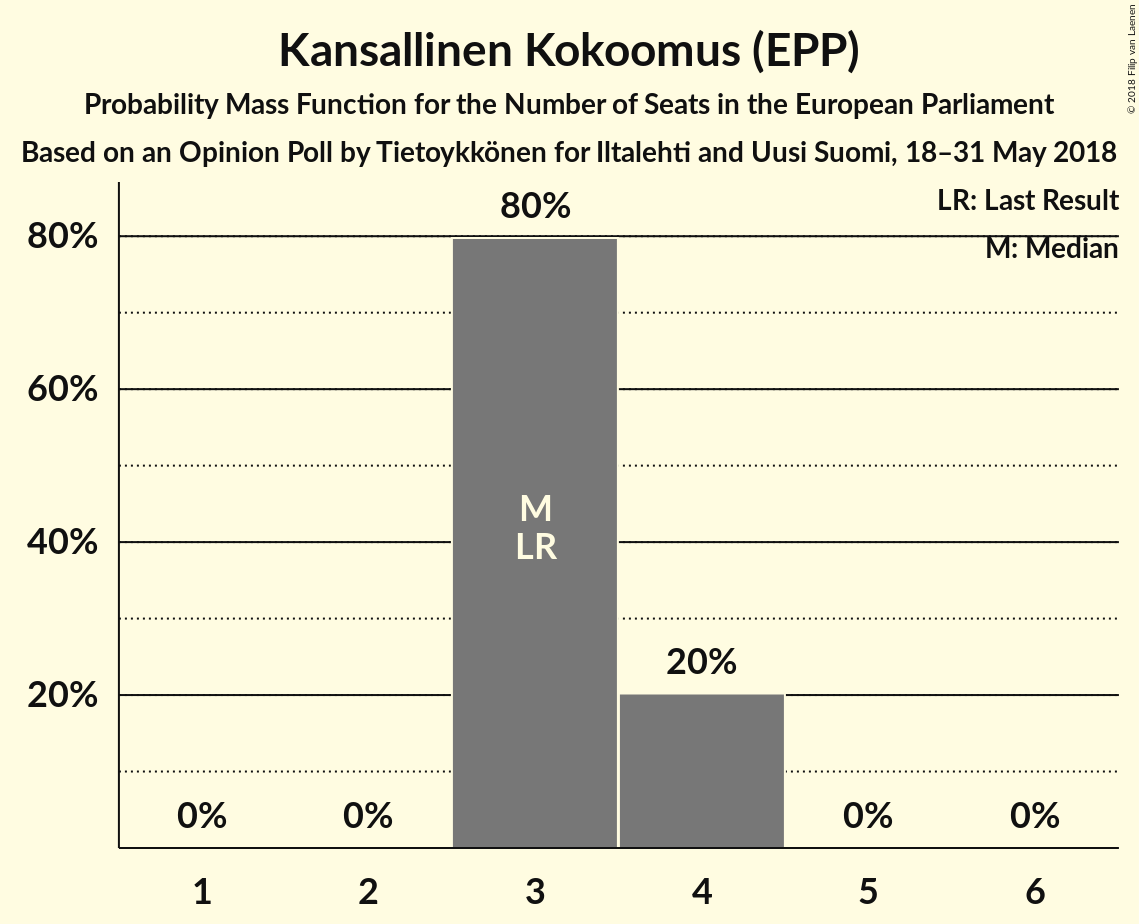 Kansallinen Kokoomus (EPP)
Probability Mass Function for the Number of Seats in the European Parliament
Based on an Opinion Poll by Tietoykkönen for Iltalehti and Uusi Suomi, 18–31 May 2018
© 2018 Filip van Laenen
LR: Last Result
M: Median
80%
60%
40%
20%
0%
0%
80%
M
LR
20%
0%
0%
1
2
3
4
5
6